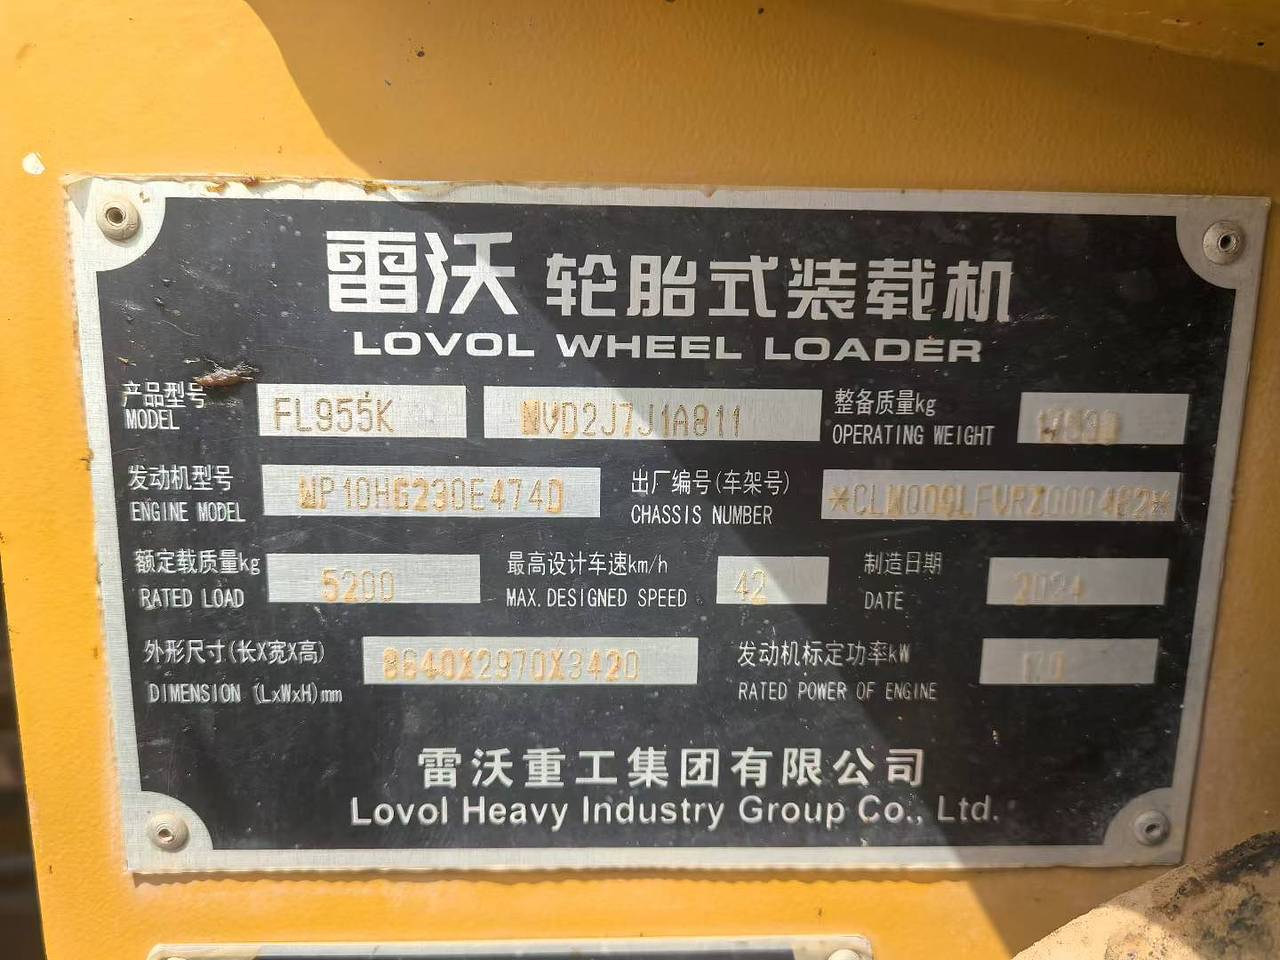 雷沃 轮胎式装载机
LOVOL WHEEL LOADER
产品型号 FL955K MVD2J7J1A811 整备质量kg
MODEL OPERATING WEIGHT
发动机型号 WP10HG230E474D 出厂编号(车架号)
ENGINE MODEL CHASSIS NUMBER
额定载质量kg 5200 最高设计车速km/h 42 制造日期 2024
RATED LOAD MAX.DESIGNED SPEED DATE
外形尺寸(长X宽X高) 8640X2970X3420 发动机标定功率kW
DIMENSION (LxWxH)mm RATED POWER OF ENGINE
雷沃重工集团有限公司
Lovol Heavy Industry Group Co., Ltd.